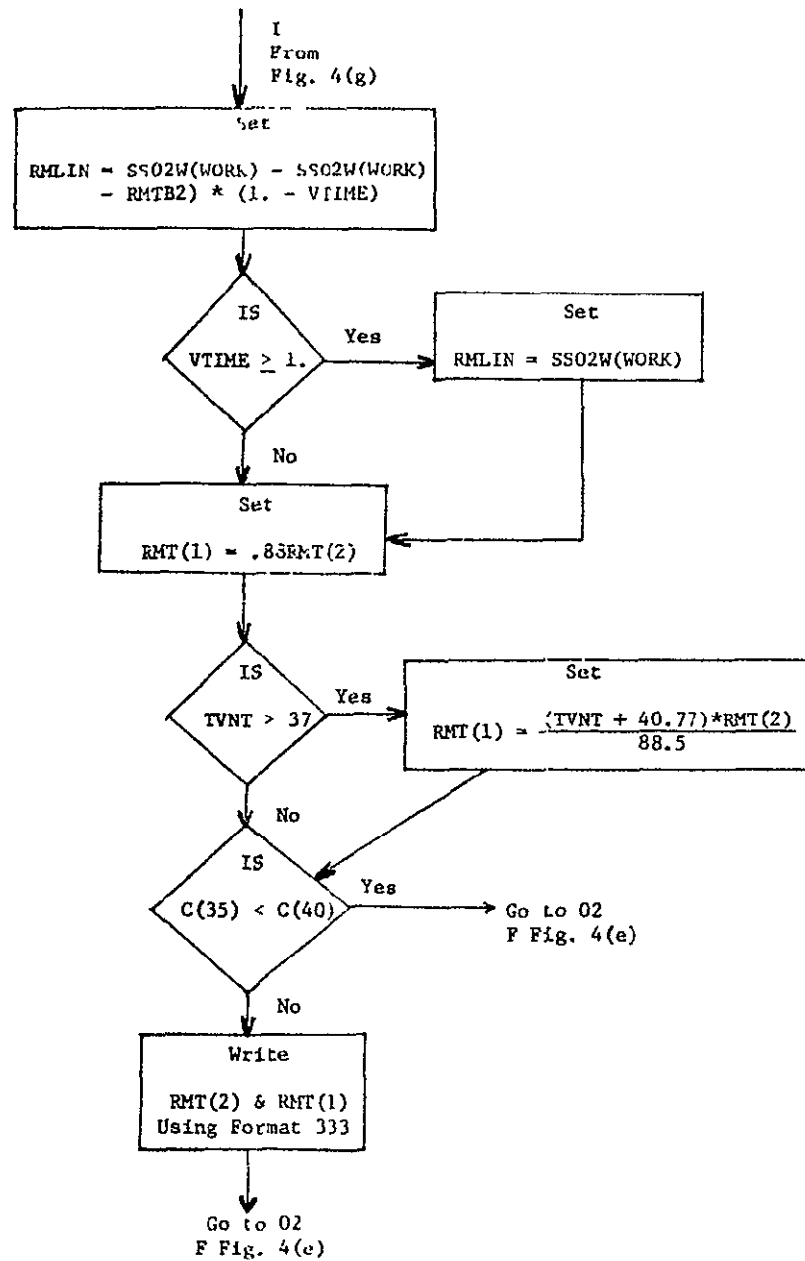 I
From
Fig. 4(g)
Set
RMLIN = SSO2W(WORK) - SSO2W(WORK)
- RMTB2) * (1. - VTIME)
IS
VTIME ≥ 1.
Yes
Set
RMLIN = SSO2W(WORK)
No
Set
RMT(1) = .83RMT(2)
IS
TVNT > 37
Yes
Set
RMT(1) = (TVNT + 40.77)*RMT(2)
88.5
No
IS
C(35) < C(40)
Yes
Go to O2
F Fig. 4(e)
No
Write
RMT(2) & RMT(1)
Using Format 333
Go to O2
F Fig. 4(e)